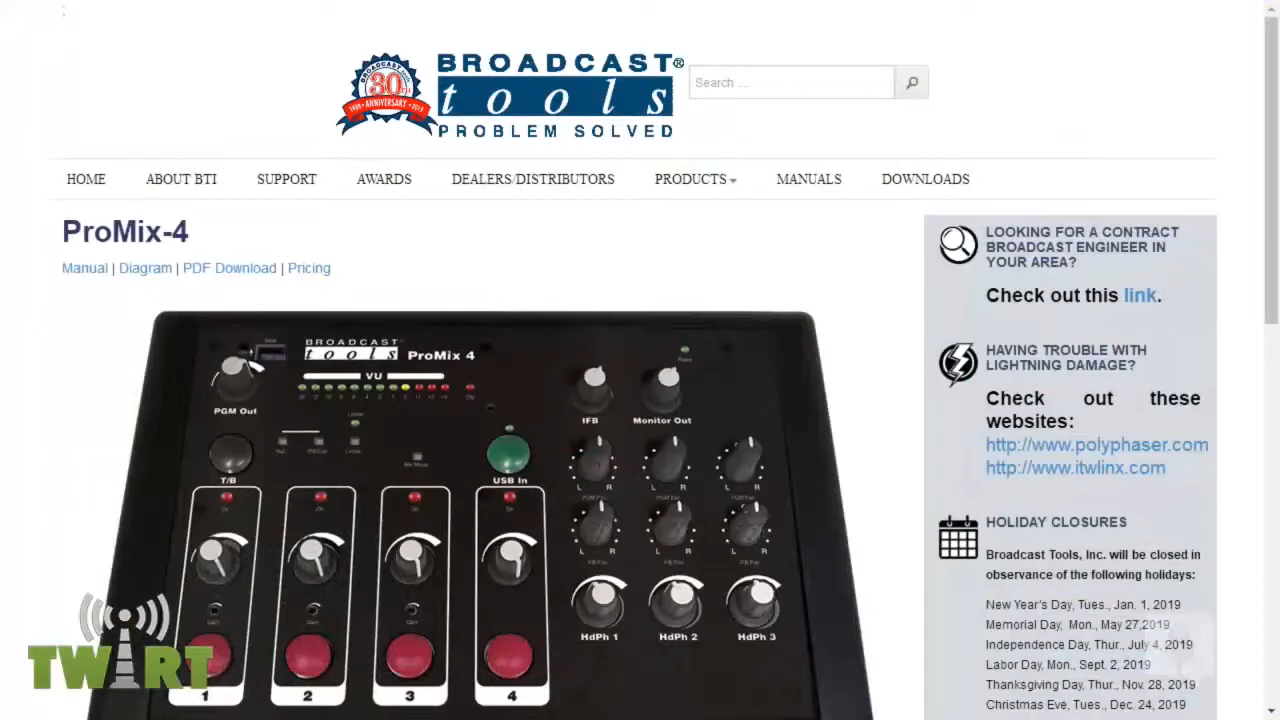 BROADCAST®
tools
PROBLEM SOLVED
BROADCAST TOOLS
30th
1989 ANNIVERSARY 2019
Search ....
HOME
ABOUT BTI
SUPPORT
AWARDS
DEALERS/DISTRIBUTORS
PRODUCTS
MANUALS
DOWNLOADS
ProMix-4
Manual | Diagram | PDF Download | Pricing
BROADCAST
tools ProMix 4
VU
PGM Out
T/B
USB In
IFB
Monitor Out
L R
L R
L R
L R
L R
L R
HdPh 1
HdPh 2
HdPh 3
1
2
3
4
TWiRT
LOOKING FOR A CONTRACT
BROADCAST ENGINEER IN
YOUR AREA?
Check out this link.
HAVING TROUBLE WITH
LIGHTNING DAMAGE?
Check out these
websites:
http://www.polyphaser.com
http://www.itwlinx.com
HOLIDAY CLOSURES
Broadcast Tools, Inc. will be closed in
observance of the following holidays:
New Year's Day, Tues., Jan. 1, 2019
Memorial Day, Mon., May 27,2019
Independence Day, Thur., July 4, 2019
Labor Day, Mon., Sept. 2, 2019
Thanksgiving Day, Thur., Nov. 28, 2019
Christmas Eve, Tues., Dec. 24, 2019